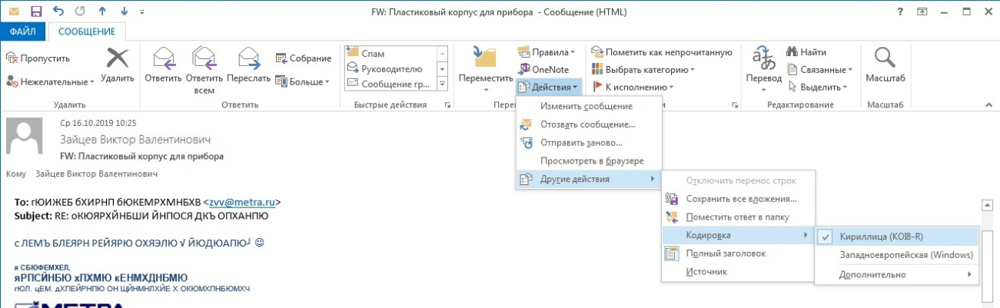 FW: Пластиковый корпус для прибора - Сообщение (HTML)
ФАЙЛ СООБЩЕНИЕ
Пропустить
Нежелательные
Удалить
Удалить
Ответить
Ответить всем
Переслать
Собрание
Больше
Ответить
Спам
Руководителю
Сообщение гр...
Быстрые действия
Переместить
Правила
OneNote
Действия
Пере
Пометить как непрочитанную
Выбрать категорию
К исполнению
и
Перевод
Найти
Связанные
Выделить
Редактирование
Масштаб
Масштаб
Изменить сообщение
Отозвать сообщение...
Отправить заново...
Просмотреть в браузере
Другие действия
Отключить перенос строк
Сохранить все вложения...
Поместить ответ в папку
Кодировка
Полный заголовок
Источник
Кириллица (KOI8-R)
Западноевропейская (Windows)
Дополнительно
Ср 16.10.2019 10:25
Зайцев Виктор Валентинович
FW: Пластиковый корпус для прибора
Кому Зайцев Виктор Валентинович
To: гЮИЖЕБ бХИРНП бЮКЕМРХМНБХВ <zvv@metra.ru>
Subject: RE: оКЮЯРХЙНБШИ ЙНПОСЯ ДКЪ ОПХАНПЮ
с ЛЕМЪ БЛЕЯРН РЕЙЯРЮ ОХЯЭЛЮ √ ЙЮДЮАПЮ┘ ☺
я СБЮФЕМХЕЛ,
яРПСЙНБЮ хПХМЮ кЕНМХДНБМЮ
гЮЛ. цЕМ. дХПЕЙРНПЮ ОН ЩЙНМНЛХЙЕ Х ОКЮМХПНБЮМХЧ
МЕТРА